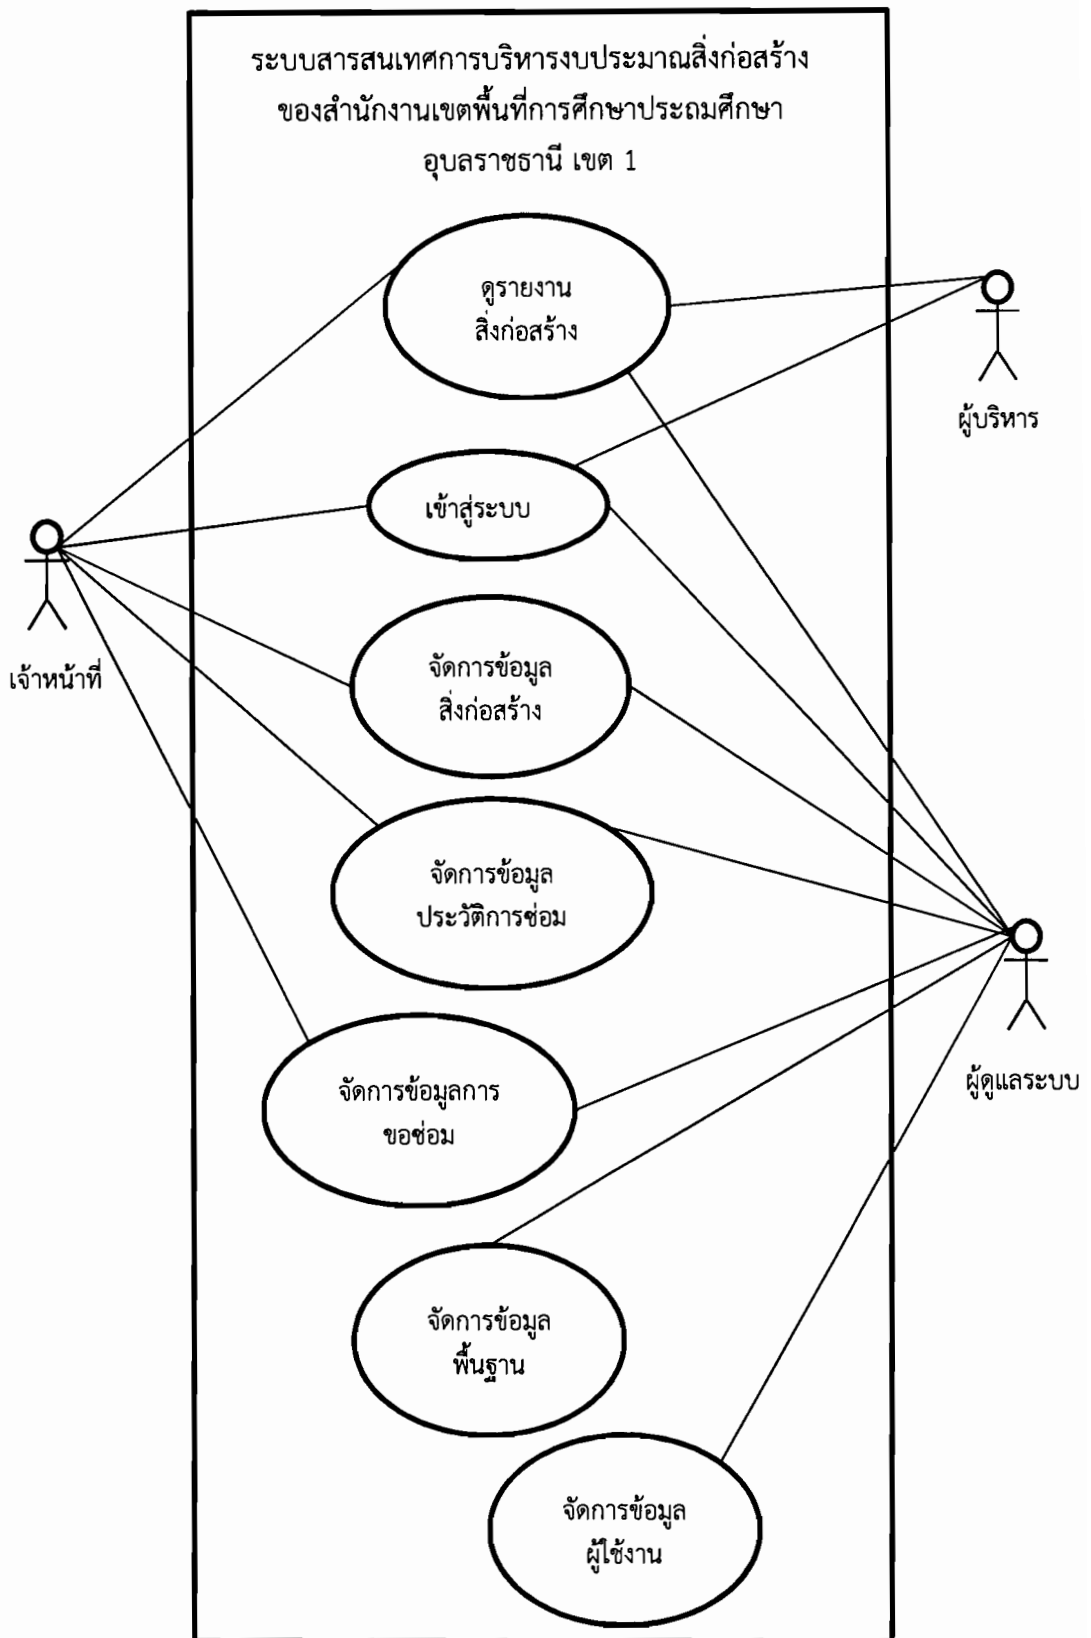 ระบบสารสนเทศการบริหารงบประมาณสิ่งก่อสร้าง
ของสำนักงานเขตพื้นที่การศึกษาประถมศึกษา
อุบลราชธานี เขต 1
ดูรายงาน
สิ่งก่อสร้าง
ผู้บริหาร
เข้าสู่ระบบ
เจ้าหน้าที่
จัดการข้อมูล
สิ่งก่อสร้าง
จัดการข้อมูล
ประวัติการซ่อม
ผู้ดูแลระบบ
จัดการข้อมูลการ
ขอซ่อม
จัดการข้อมูล
พื้นฐาน
จัดการข้อมูล
ผู้ใช้งาน